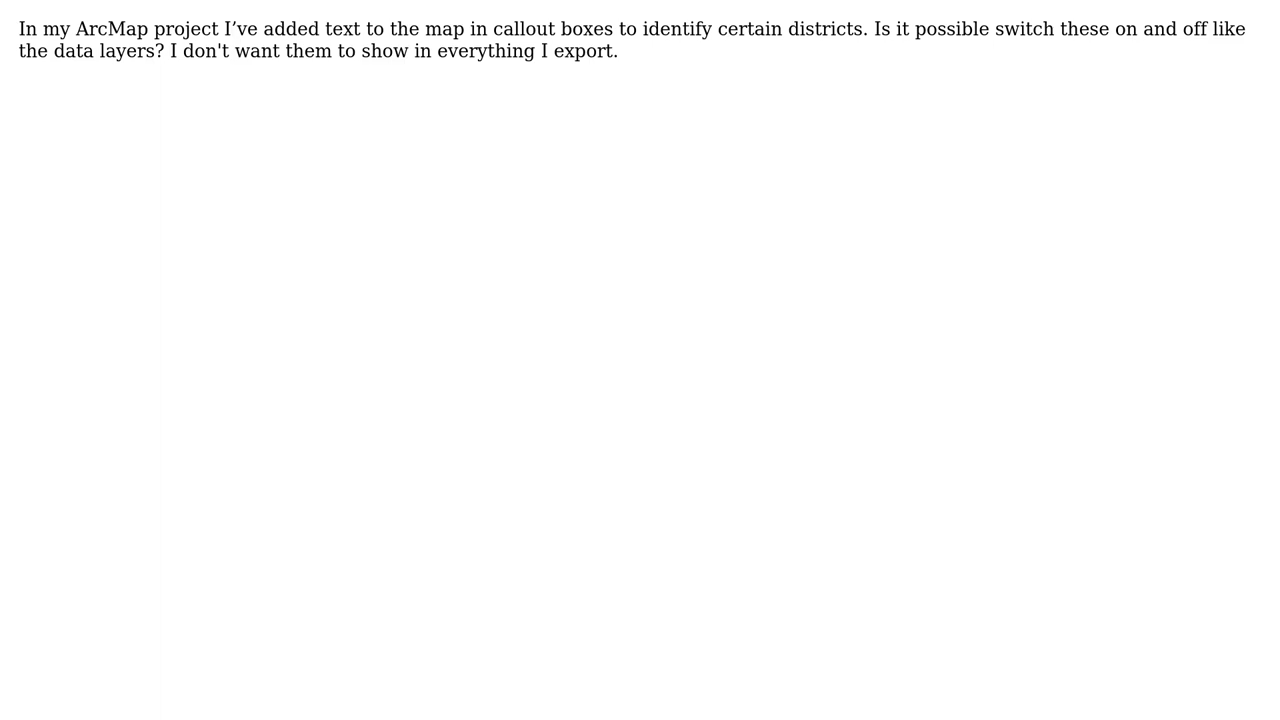 In my ArcMap project I’ve added text to the map in callout boxes to identify certain districts. Is it possible switch these on and off like
the data layers? I don't want them to show in everything I export.